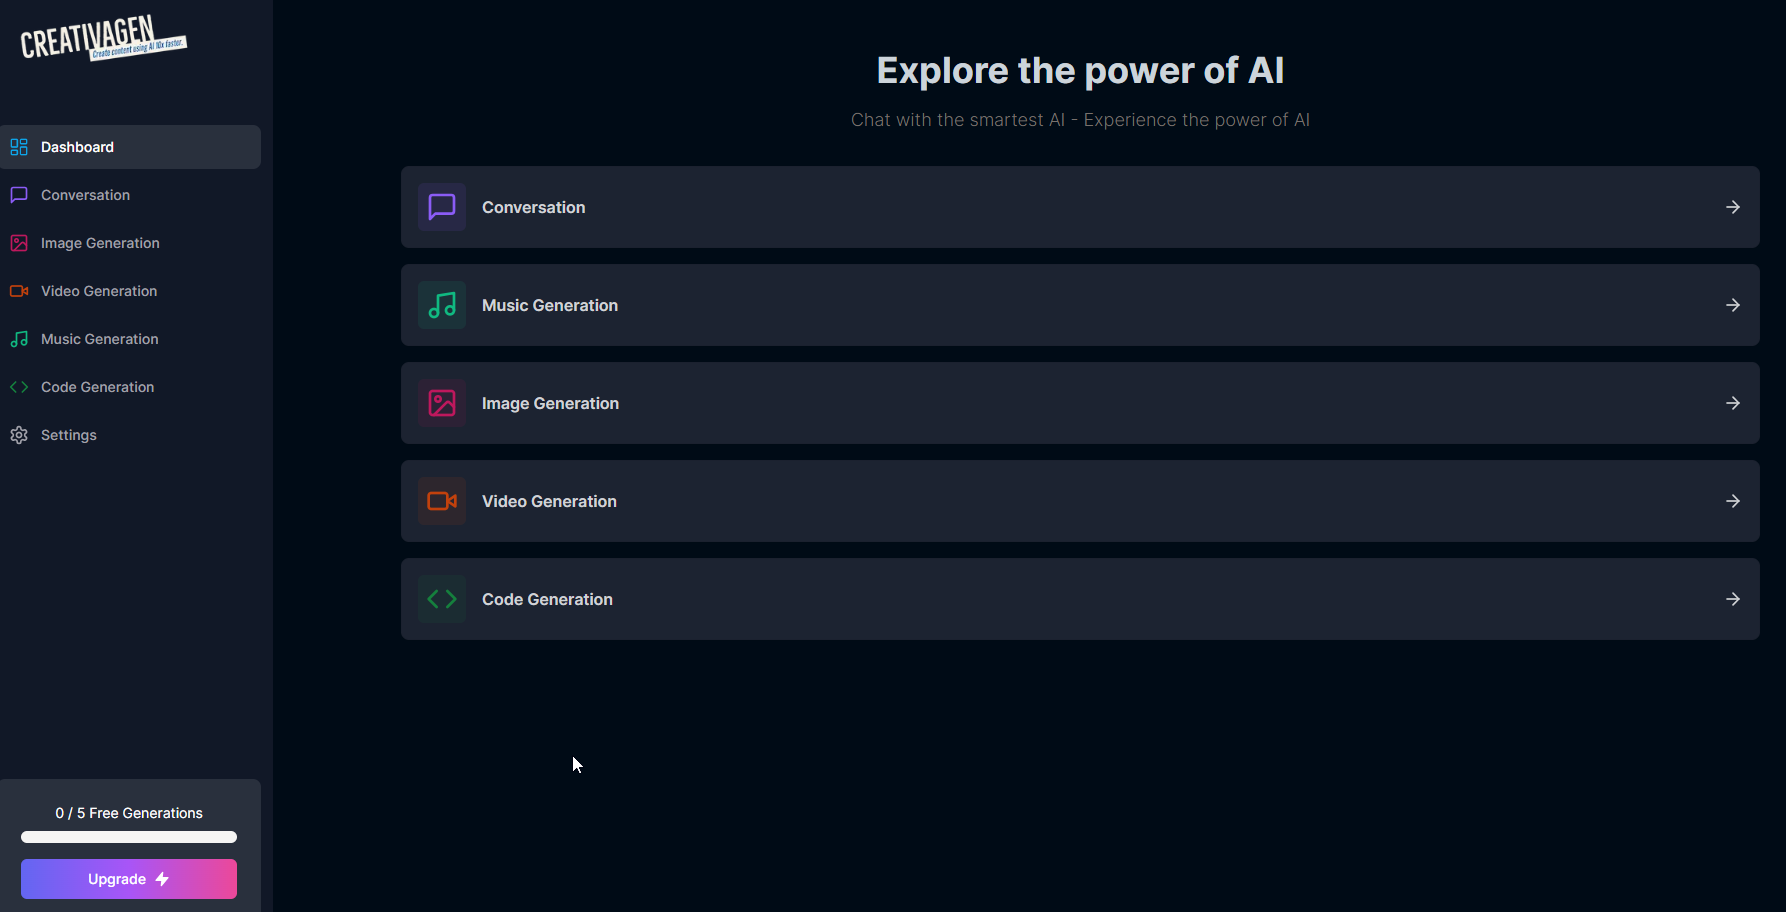 CREATIVAGEN
Create content using AI 10x faster.
Dashboard
Conversation
Image Generation
Video Generation
Music Generation
Code Generation
Settings
0 / 5 Free Generations
Upgrade
Explore the power of AI
Chat with the smartest AI - Experience the power of AI
Conversation
Music Generation
Image Generation
Video Generation
Code Generation